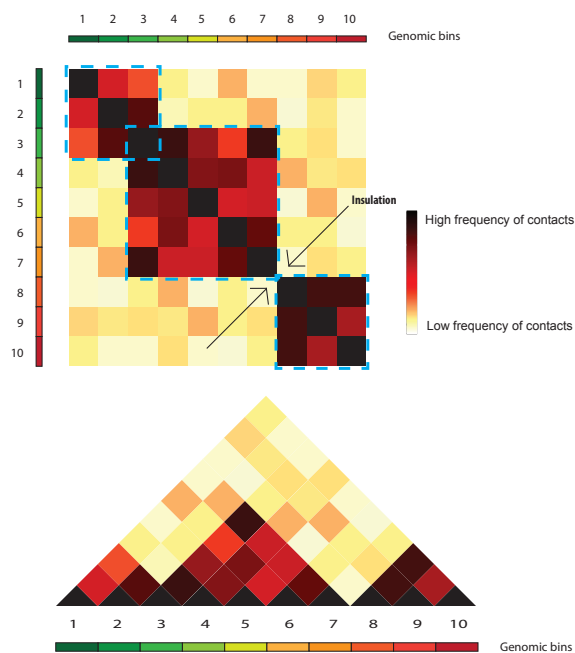 1 2 3 4 5 6 7 8 9 10
Genomic bins
1
2
3
4
5
6
7
8
9
10
Insulation
High frequency of contacts
Low frequency of contacts
1 2 3 4 5 6 7 8 9 10
Genomic bins